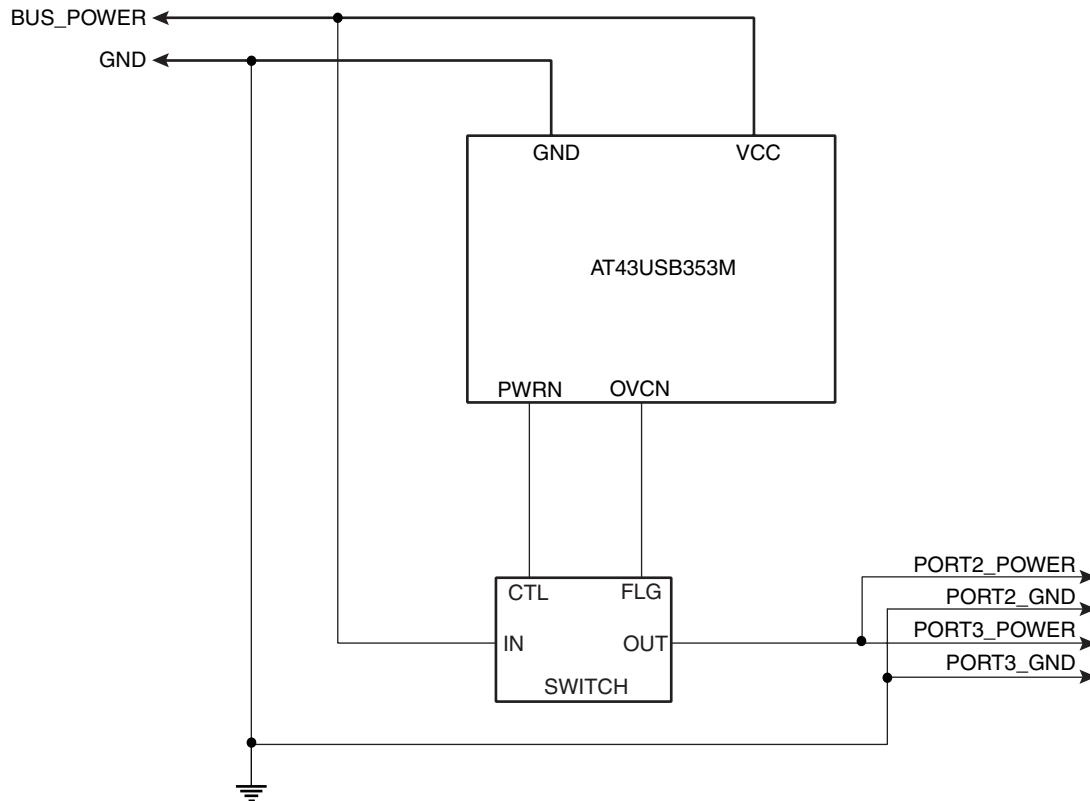 BUS_POWER
GND
GND
VCC
AT43USB353M
PWRN
OVCN
CTL
FLG
IN
OUT
SWITCH
PORT2_POWER
PORT2_GND
PORT3_POWER
PORT3_GND